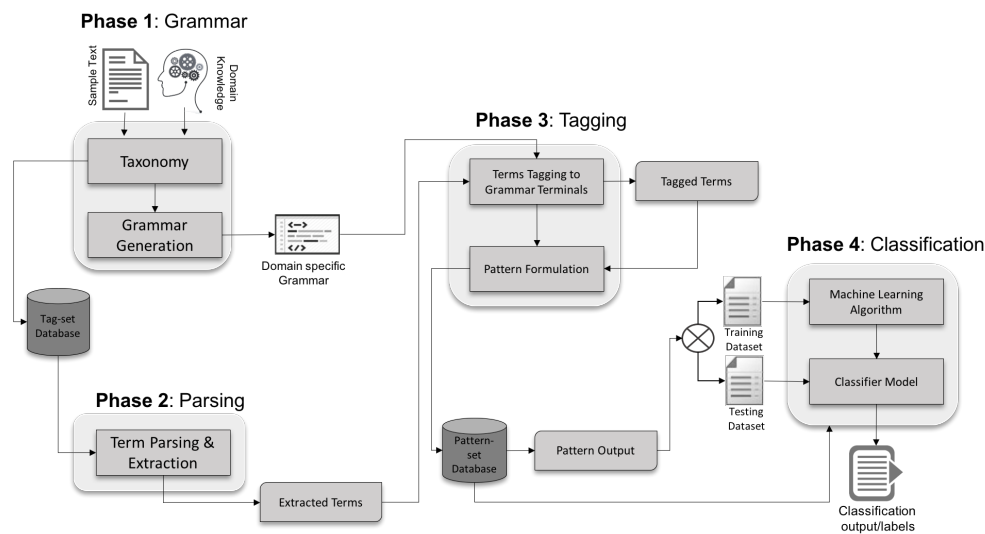 Phase 1: Grammar
Sample Text
Domain
Knowledge
Taxonomy
Grammar
Generation
<-->
</>
Domain specific
Grammar
Tag-set
Database
Phase 2: Parsing
Term Parsing &
Extraction
Extracted Terms
Phase 3: Tagging
Terms Tagging to
Grammar Terminals
Tagged Terms
Pattern Formulation
Pattern-
set
Database
Pattern Output
Phase 4: Classification
Training
Dataset
Testing
Dataset
Machine Learning
Algorithm
Classifier Model
Classification
output/labels